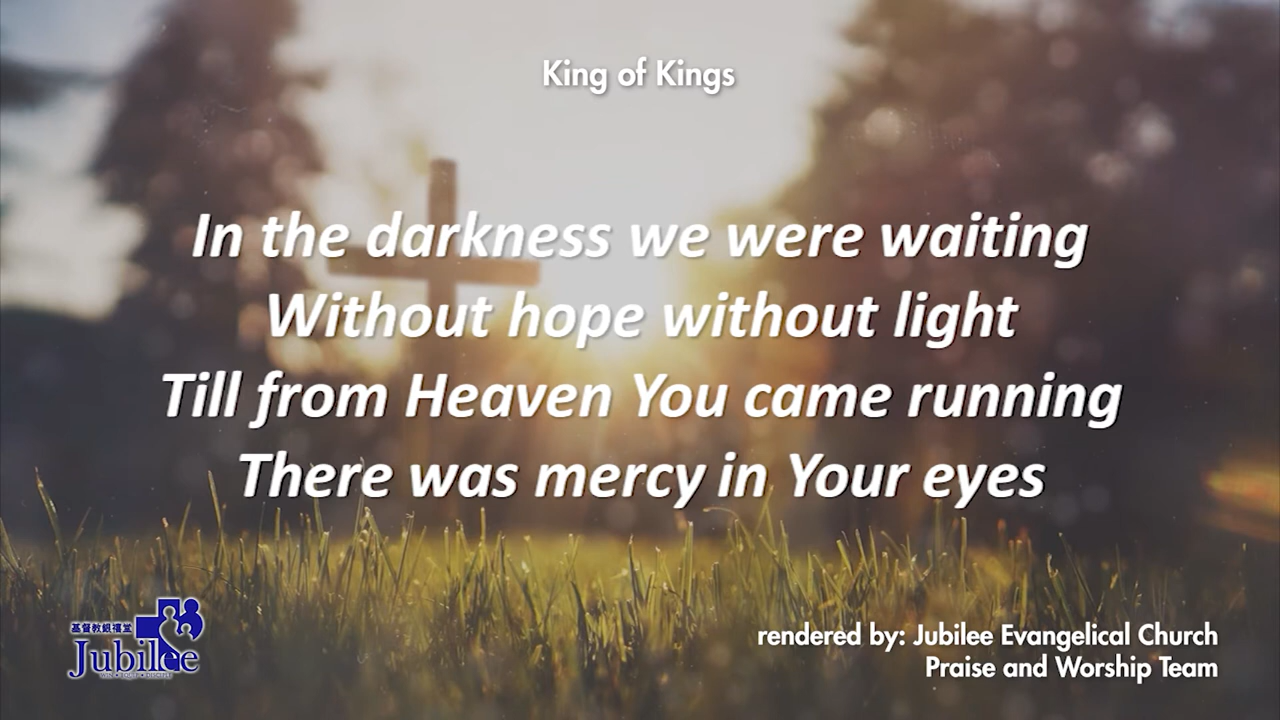 King of Kings
In the darkness we were waiting
Without hope without light
Till from Heaven You came running
There was mercy in Your eyes
基督教銀禧堂
Jubilee
rendered by: Jubilee Evangelical Church
Praise and Worship Team